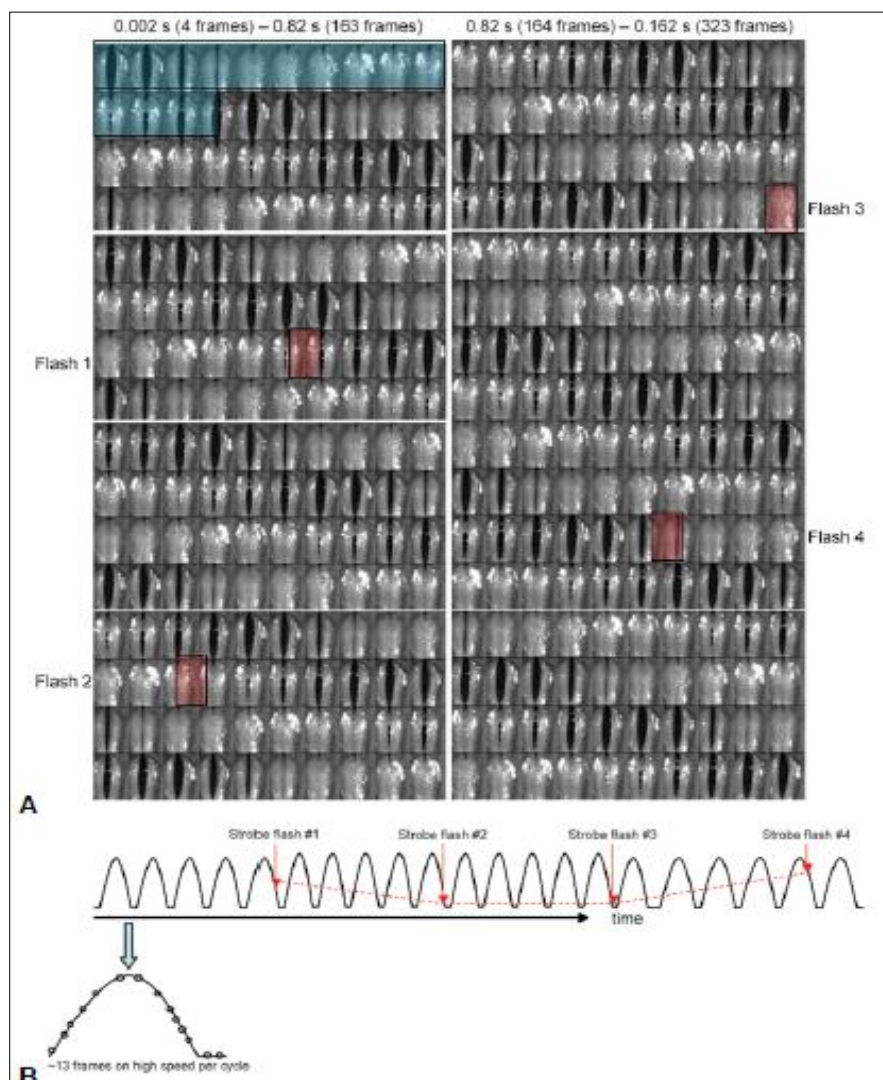 0.002 s (4 frames) – 0.82 s (163 frames)
0.82 s (164 frames) – 0.162 s (323 frames)
Flash 3
Flash 1
Flash 4
Flash 2
A
Strobe flash #1
Strobe flash #2
Strobe flash #3
Strobe flash #4
time
~13 frames on high speed per cycle
B